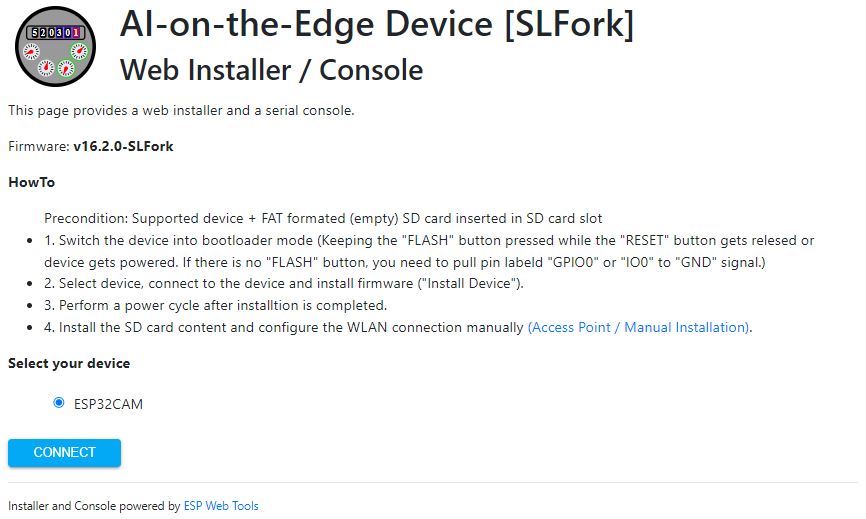 520301
AI-on-the-Edge Device [SLFork]
Web Installer / Console
This page provides a web installer and a serial console.
Firmware: v16.2.0-SLFork
HowTo
Precondition: Supported device + FAT formated (empty) SD card inserted in SD card slot
• 1. Switch the device into bootloader mode (Keeping the "FLASH" button pressed while the "RESET" button gets relesed or
device gets powered. If there is no "FLASH" button, you need to pull pin labeld "GPIO0" or "IO0" to "GND" signal.)
• 2. Select device, connect to the device and install firmware ("Install Device").
• 3. Perform a power cycle after installtion is completed.
• 4. Install the SD card content and configure the WLAN connection manually (Access Point / Manual Installation).
Select your device
ESP32CAM
CONNECT
Installer and Console powered by ESP Web Tools